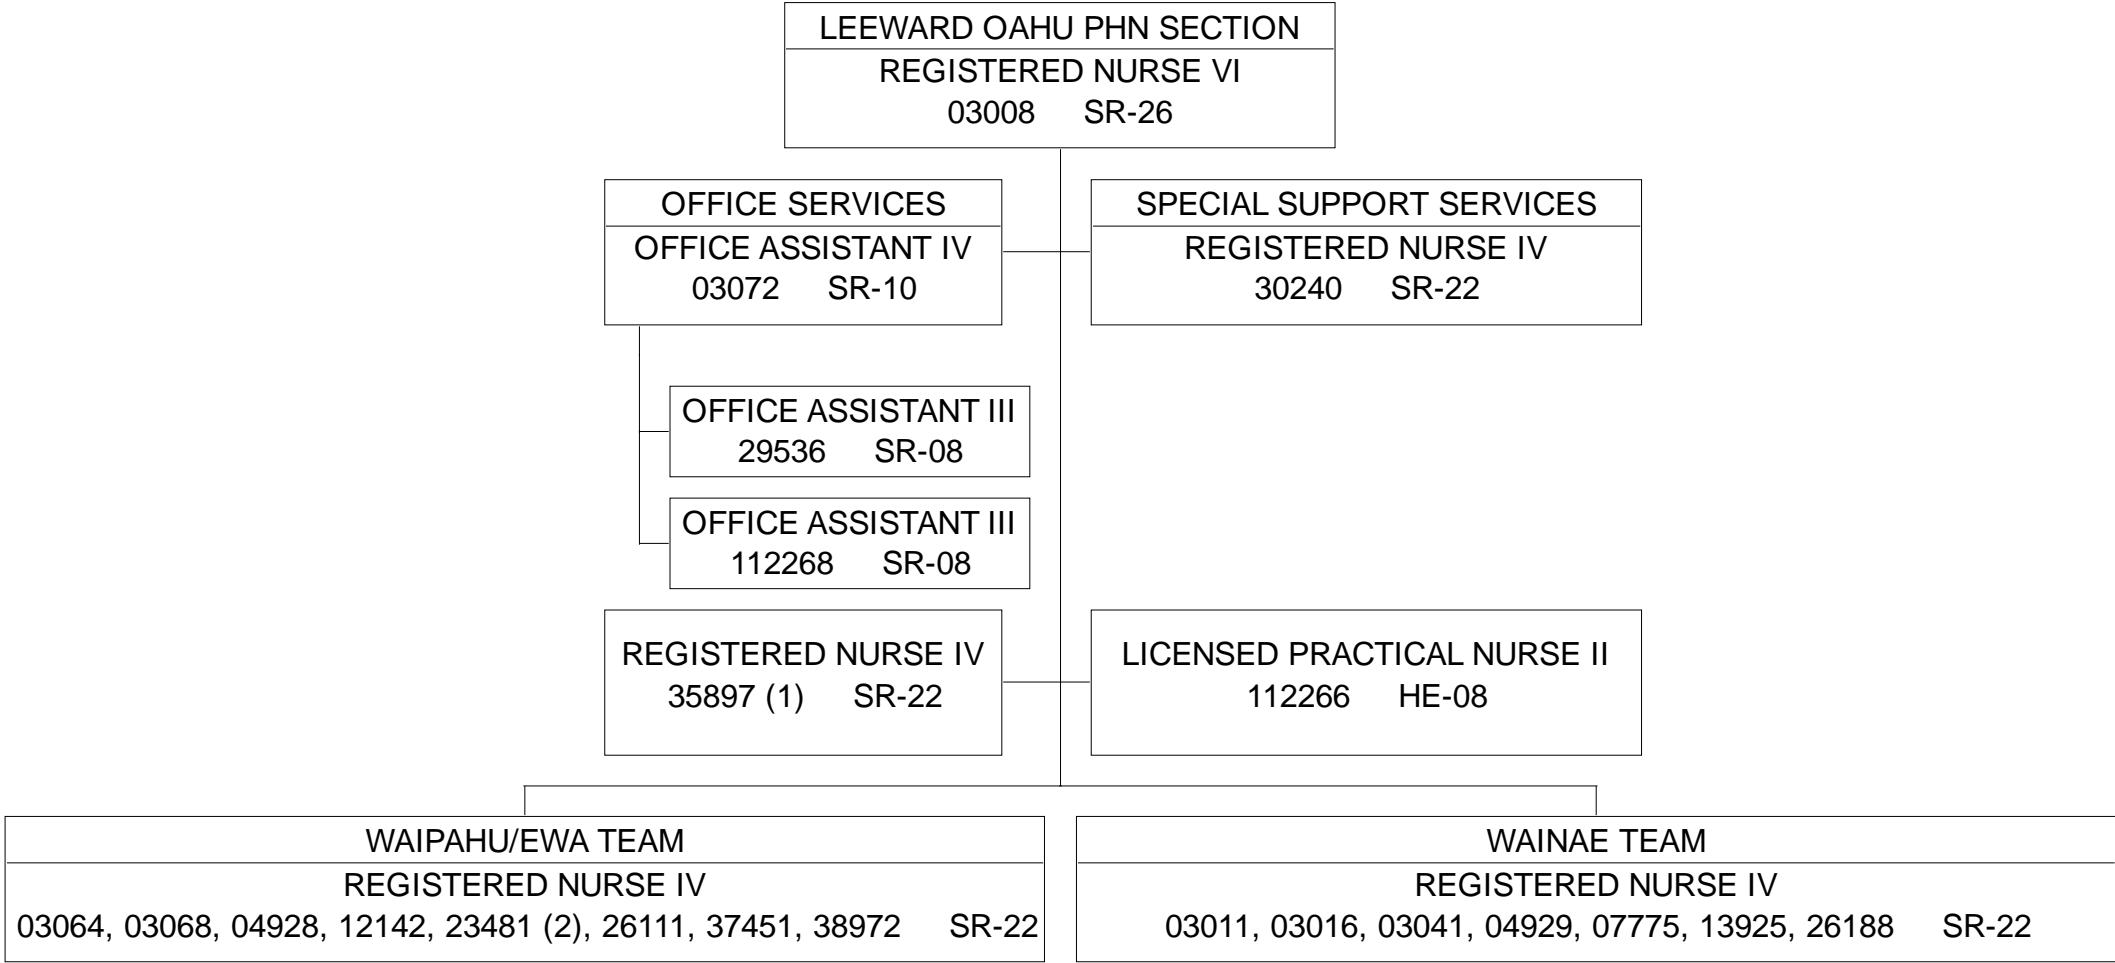 LEEWARD OAHU PHN SECTION
REGISTERED NURSE VI
03008 SR-26
OFFICE SERVICES
OFFICE ASSISTANT IV
03072 SR-10
SPECIAL SUPPORT SERVICES
REGISTERED NURSE IV
30240 SR-22
OFFICE ASSISTANT III
29536 SR-08
OFFICE ASSISTANT III
112268 SR-08
REGISTERED NURSE IV
35897 (1) SR-22
LICENSED PRACTICAL NURSE II
112266 HE-08
WAIPAHU/EWA TEAM
REGISTERED NURSE IV
03064, 03068, 04928, 12142, 23481 (2), 26111, 37451, 38972 SR-22
WAINAE TEAM
REGISTERED NURSE IV
03011, 03016, 03041, 04929, 07775, 13925, 26188 SR-22